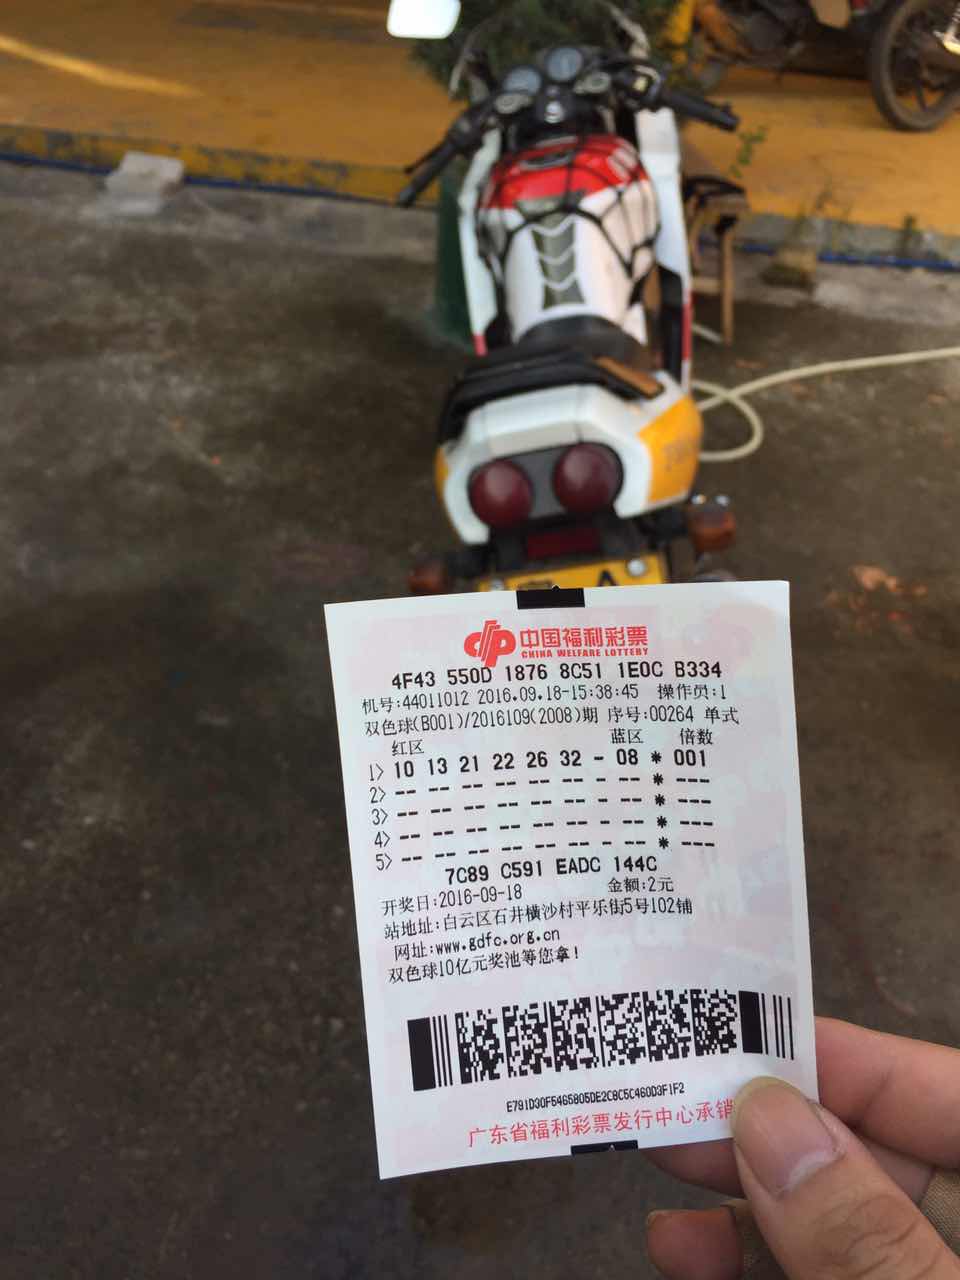 中国福利彩票
CHINA WELFARE LOTTERY
4F43 550D 1876 8C51 1E0C B334
机号:44011012 2016.09.18-15:38:45 操作员:1
双色球(B001)/2016109(2008)期 序号:00264 单式
红区 蓝区 倍数
1> 10 13 21 22 26 32 - 08 * 001
2> -- -- -- -- -- -- - -- * ---
3> -- -- -- -- -- -- - -- * ---
4> -- -- -- -- -- -- - -- * ---
5> -- -- -- -- -- -- - -- * ---
7C89 C591 EADC 144C
开奖日:2016-09-18 金额:2元
站地址:白云区石井横沙村平乐街5号102铺
网址:www.gdfc.org.cn
双色球10亿元奖池等您拿!
E791D30F5465805DE2C8C5C460D3F1F2
广东省福利彩票发行中心承销